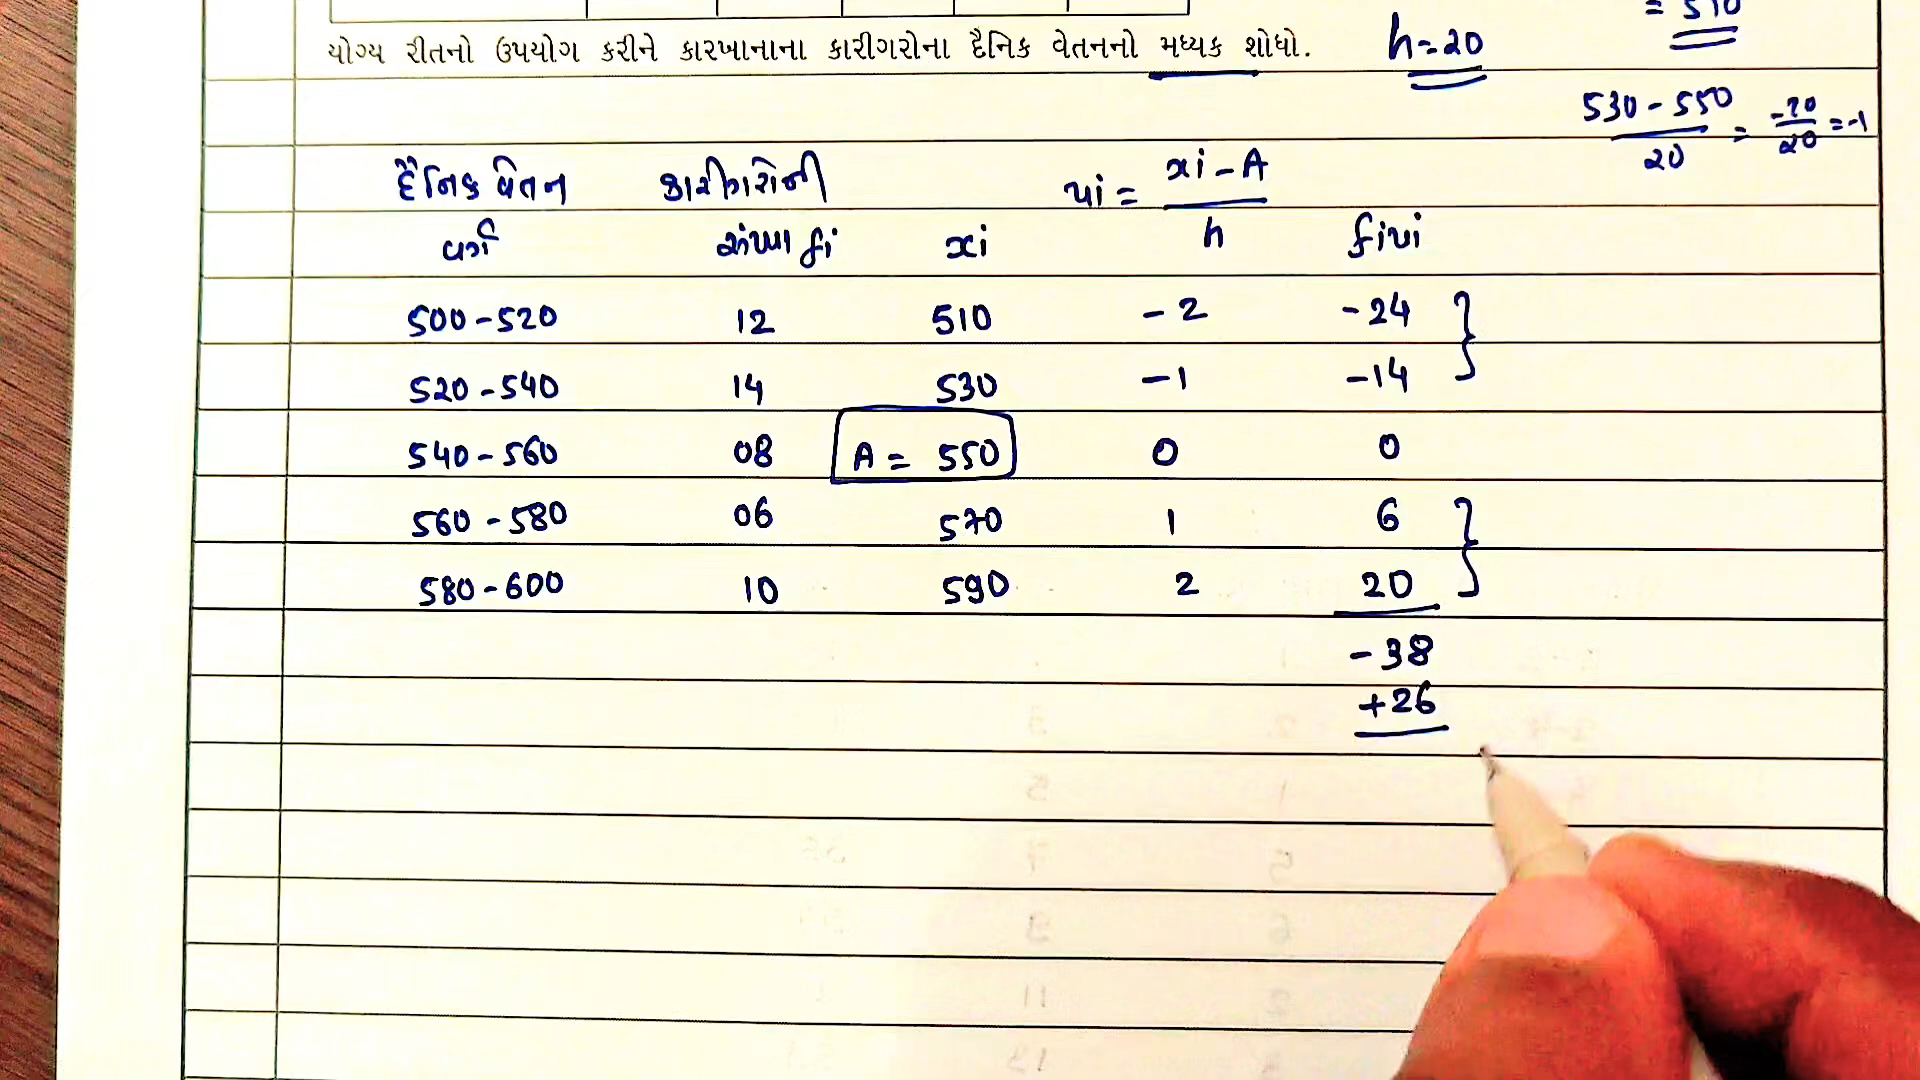 = 510
યોગ્ય રીતનો ઉપયોગ કરીને કારખાનાના કારીગરોના દૈનિક વેતનનો મધ્યક શોધો. h=20
530-550 / 20 = -20/20 = -1
દૈનિક વેતન કારીગરોની ui = xi-A
વર્ગ સંખ્યા fi xi h fiui
500-520 12 510 -2 -24
520-540 14 530 -1 -14
540-560 08 A = 550 0 0
560-580 06 570 1 6
580-600 10 590 2 20
-38
+26